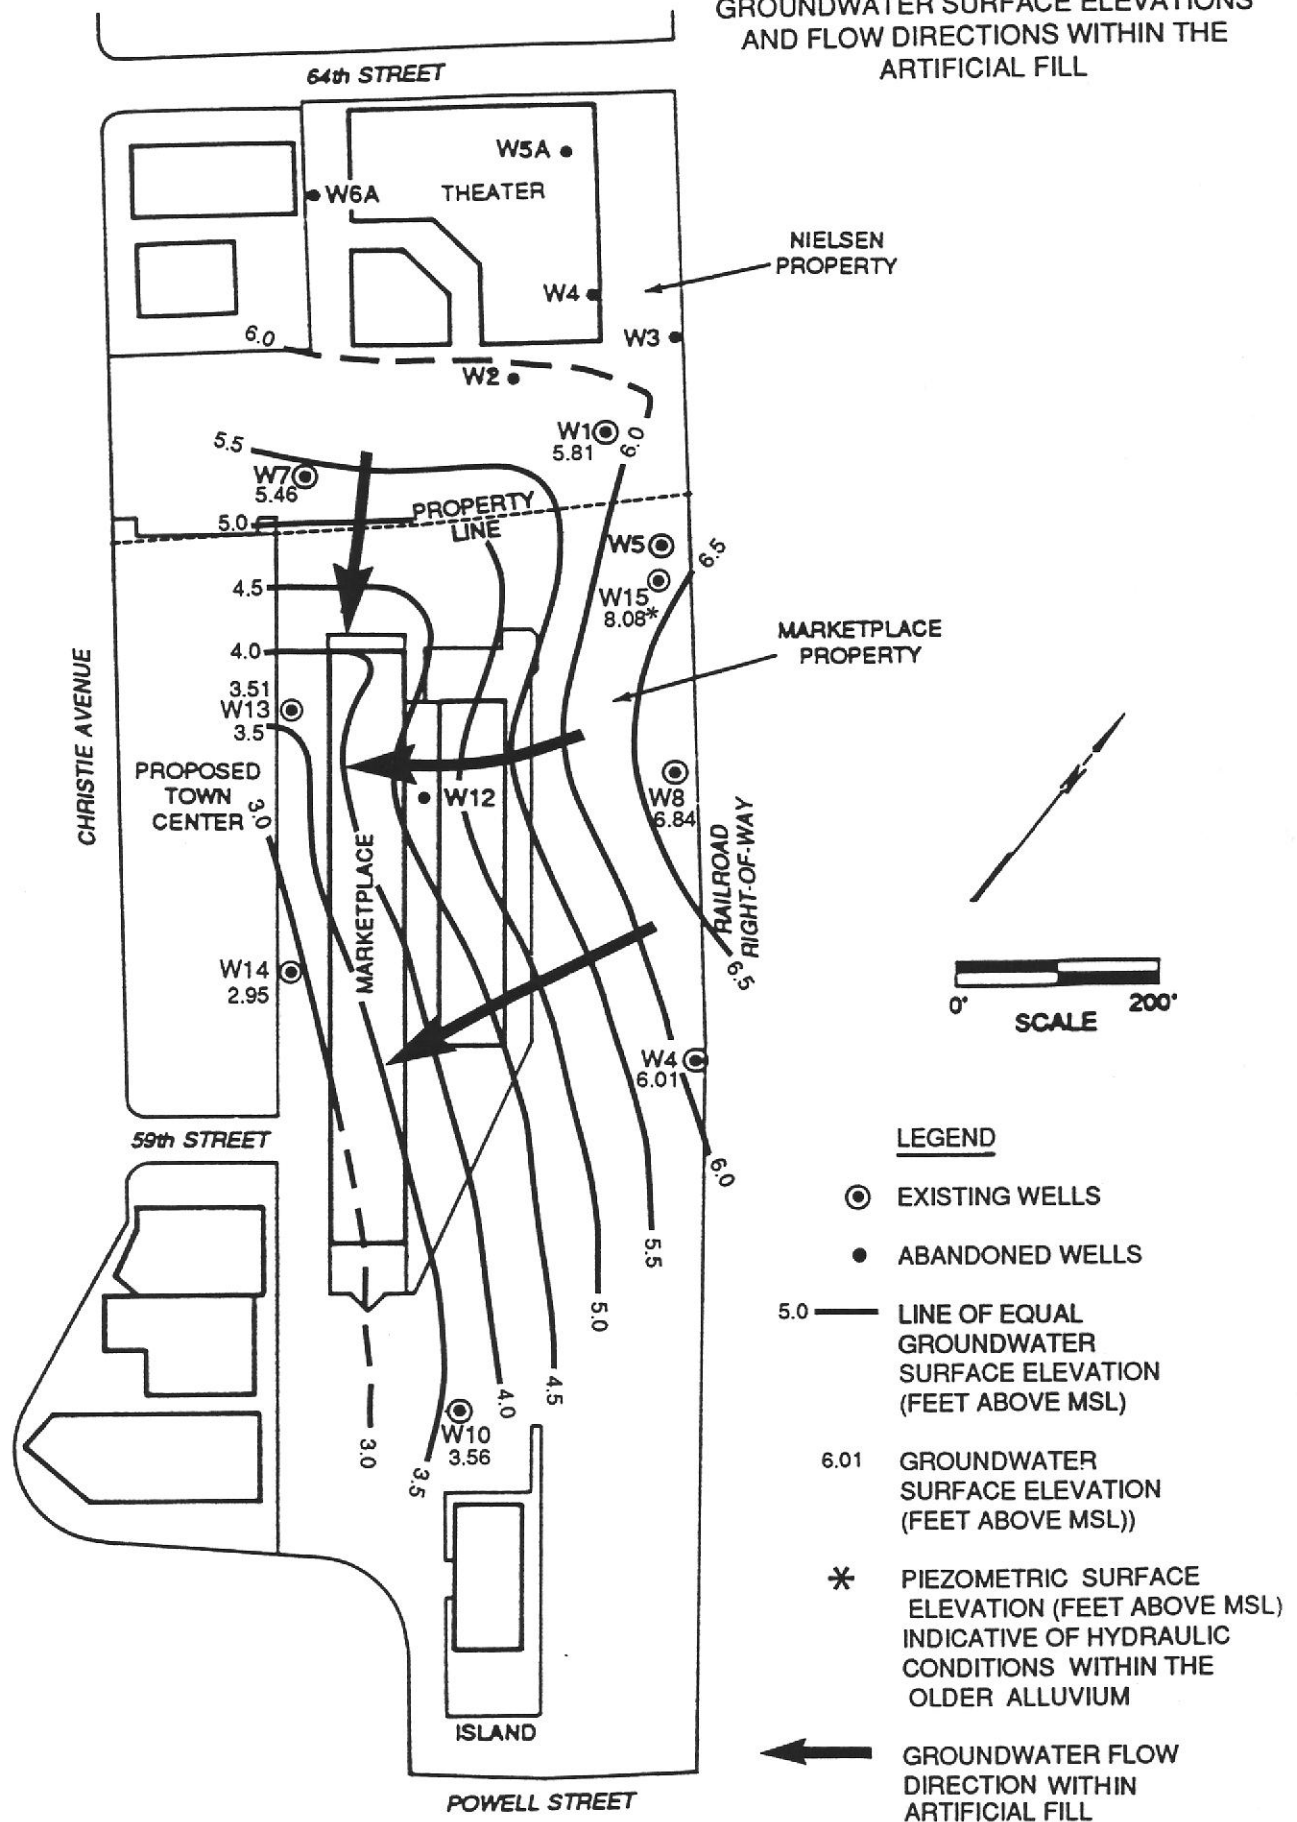 GROUNDWATER SURFACE ELEVATIONS
AND FLOW DIRECTIONS WITHIN THE
ARTIFICIAL FILL
64th STREET
W5A
W6A
THEATER
NIELSEN
PROPERTY
W4
W3
6.0
W2
W1
5.81
6.0
5.5
W7
5.46
PROPERTY
LINE
5.0
W5
6.5
W15
8.08*
4.5
MARKETPLACE
PROPERTY
4.0
3.51
W13
3.5
CHRISTIE AVENUE
PROPOSED
TOWN
CENTER
3.0
W12
W8
6.84
MARKETPLACE
RAILROAD
RIGHT-OF-WAY
N
W14
2.95
6.5
0'
200'
SCALE
W4
6.01
59th STREET
6.0
5.5
5.0
4.5
4.0
W10
3.56
3.0
3.5
ISLAND
POWELL STREET
LEGEND
EXISTING WELLS
ABANDONED WELLS
5.0 LINE OF EQUAL
GROUNDWATER
SURFACE ELEVATION
(FEET ABOVE MSL)
6.01 GROUNDWATER
SURFACE ELEVATION
(FEET ABOVE MSL))
* PIEZOMETRIC SURFACE
ELEVATION (FEET ABOVE MSL)
INDICATIVE OF HYDRAULIC
CONDITIONS WITHIN THE
OLDER ALLUVIUM
GROUNDWATER FLOW
DIRECTION WITHIN
ARTIFICIAL FILL